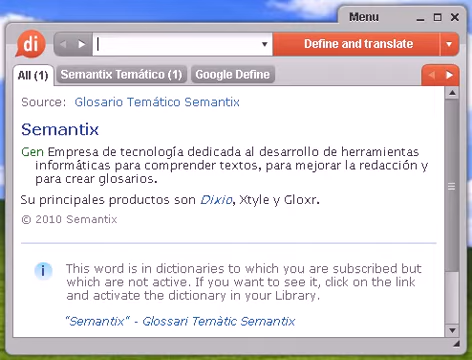 Menu
di
Define and translate
All (1) Semantix Temático (1) Google Define
Source: Glosario Temático Semantix
Semantix
Gen Empresa de tecnología dedicada al desarrollo de herramientas
informáticas para comprender textos, para mejorar la redacción y
para crear glosarios.
Su principales productos son Dixio, Xtyle y Gloxr.
© 2010 Semantix
i
This word is in dictionaries to which you are subscribed but
which are not active. If you want to see it, click on the link
and activate the dictionary in your Library.
"Semantix" - Glossari Temàtic Semantix